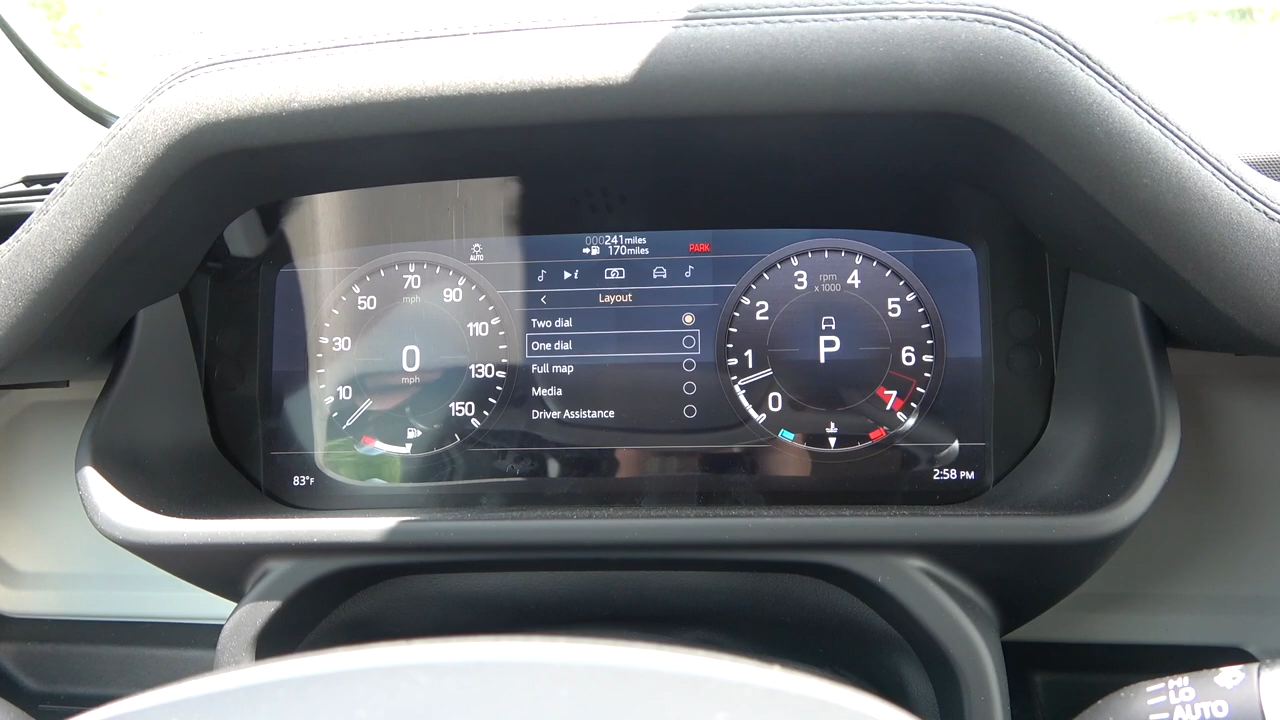 AUTO
000241 miles
170 miles
PARK
Layout
Two dial
One dial
Full map
Media
Driver Assistance
10
30
50
70
90
110
130
150
mph
0
mph
0
1
2
3
4
5
6
7
rpm
x 1000
P
83°F
2:58 PM
HI
LO
AUTO